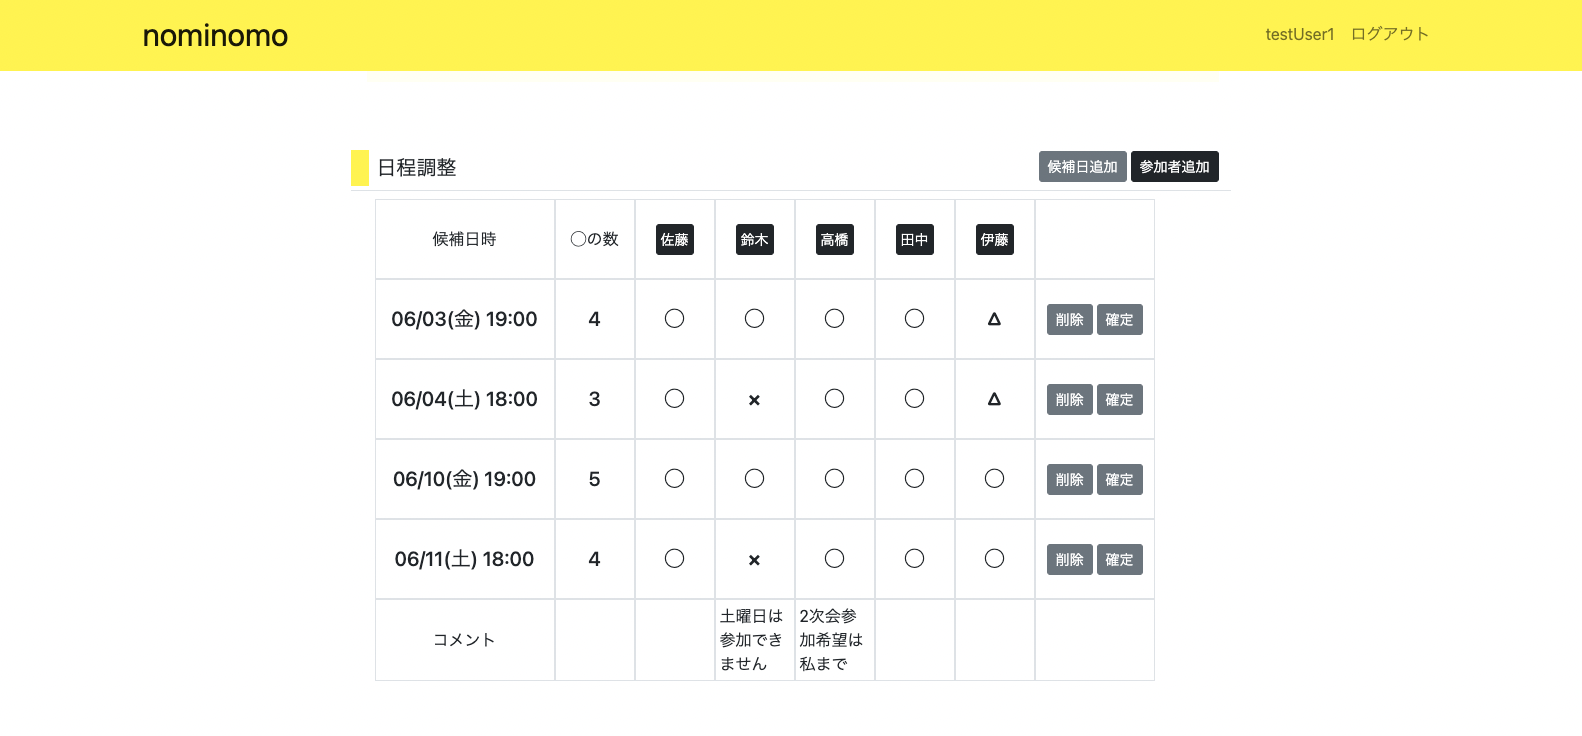 nominomo testUser1 ログアウト
日程調整 候補日追加 参加者追加
候補日時 ◯の数 佐藤 鈴木 高橋 田中 伊藤
06/03(金) 19:00 4 ◯ ◯ ◯ ◯ △ 削除 確定
06/04(土) 18:00 3 ◯ × ◯ ◯ △ 削除 確定
06/10(金) 19:00 5 ◯ ◯ ◯ ◯ ◯ 削除 確定
06/11(土) 18:00 4 ◯ × ◯ ◯ ◯ 削除 確定
コメント
土曜日は
参加でき
ません
2次会参
加希望は
私まで